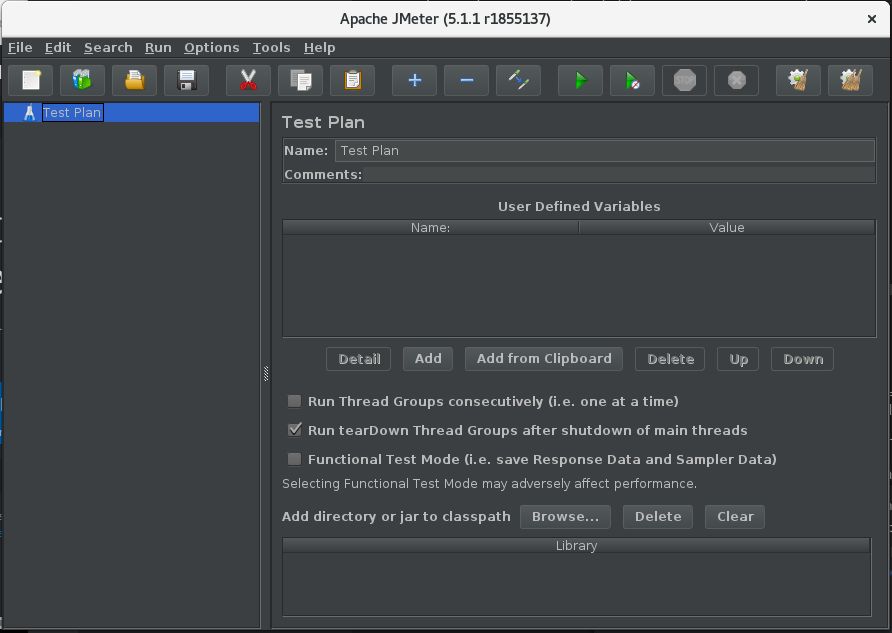 Apache JMeter (5.1.1 r1855137)
File Edit Search Run Options Tools Help
STOP
Test Plan
Test Plan
Name: Test Plan
Comments:
User Defined Variables
Name: Value
Detail Add Add from Clipboard Delete Up Down
Run Thread Groups consecutively (i.e. one at a time)
Run tearDown Thread Groups after shutdown of main threads
Functional Test Mode (i.e. save Response Data and Sampler Data)
Selecting Functional Test Mode may adversely affect performance.
Add directory or jar to classpath Browse... Delete Clear
Library